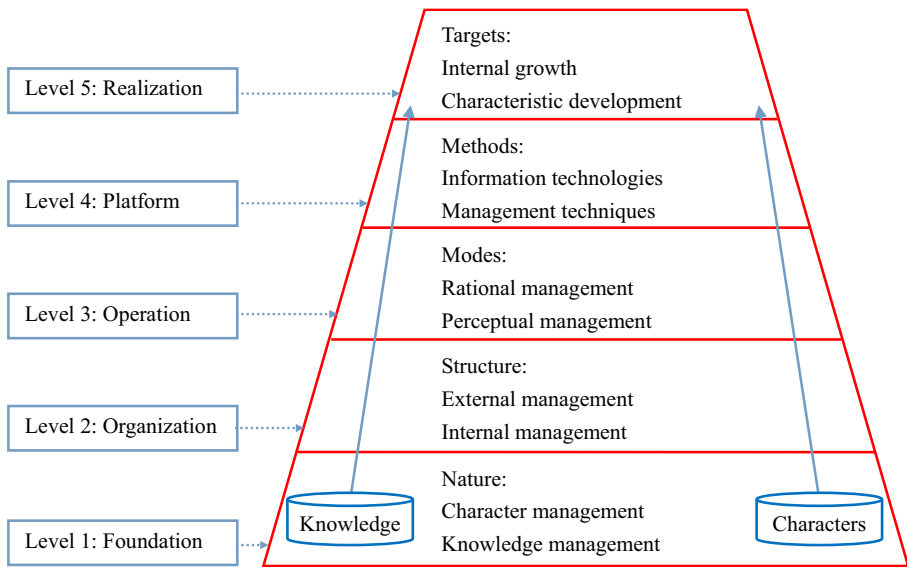 Targets:
Internal growth
Level 5: Realization
Characteristic development
Methods:
Information technologies
Level 4: Platform
Management techniques
Modes:
Rational management
Level 3: Operation
Perceptual management
Structure:
External management
Level 2: Organization
Internal management
Nature:
Knowledge
Character management
Characters
Level 1: Foundation
Knowledge management